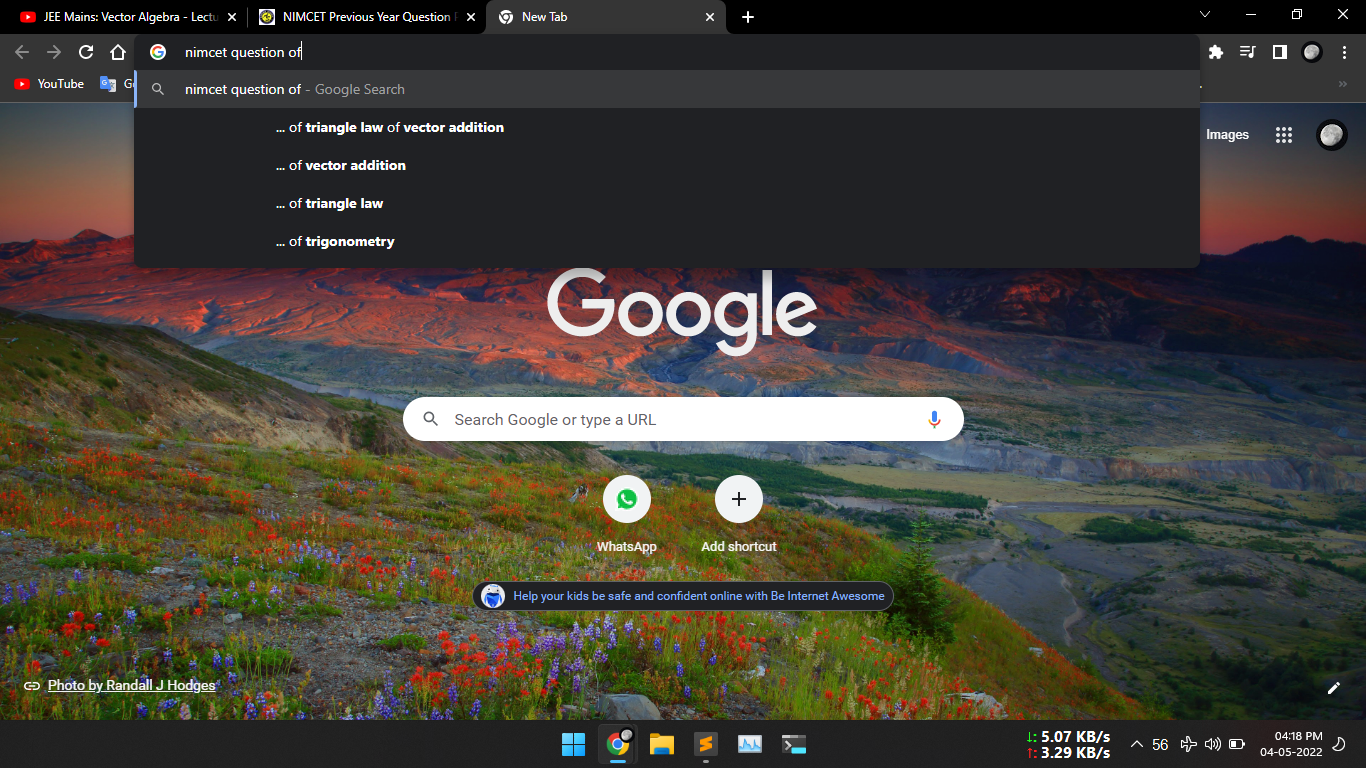 JEE Mains: Vector Algebra - Lectu
NIMCET Previous Year Question
New Tab
nimcet question of
YouTube
nimcet question of - Google Search
... of triangle law of vector addition
... of vector addition
... of triangle law
... of trigonometry
Images
Google
Search Google or type a URL
WhatsApp
Add shortcut
Help your kids be safe and confident online with Be Internet Awesome
Photo by Randall J Hodges
↓: 5.07 KB/s
↑: 3.29 KB/s
56
04:18 PM
04-05-2022